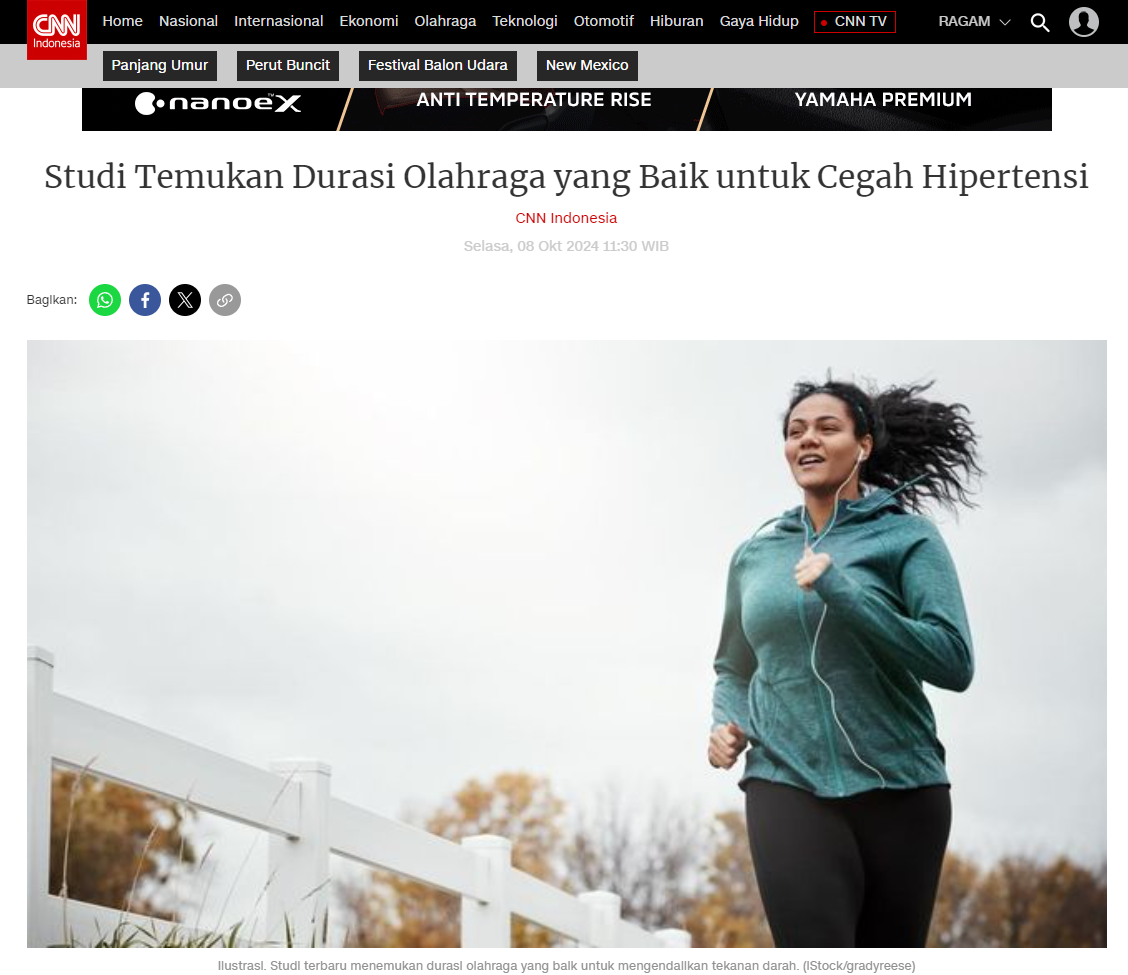 CNN
Indonesia
Home Nasional Internasional Ekonomi Olahraga Teknologi Otomotif Hiburan Gaya Hidup CNN TV RAGAM
Panjang Umur Perut Buncit Festival Balon Udara New Mexico
nanoeX™ ANTI TEMPERATURE RISE YAMAHA PREMIUM
Studi Temukan Durasi Olahraga yang Baik untuk Cegah Hipertensi
CNN Indonesia
Selasa, 08 Okt 2024 11:30 WIB
Bagikan:
Ilustrasi. Studi terbaru menemukan durasi olahraga yang baik untuk mengendalikan tekanan darah. (iStock/gradyreese)